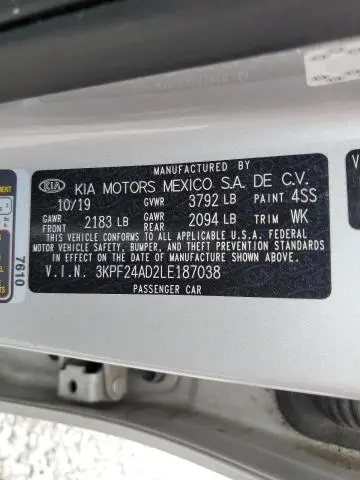 MANUFACTURED BY
KIA KIA MOTORS MEXICO S.A. DE C.V.
10/19 GVWR 3792 LB PAINT 4SS
GAWR FRONT 2183 LB GAWR REAR 2094 LB TRIM WK
THIS VEHICLE CONFORMS TO ALL APPLICABLE U.S.A. FEDERAL
MOTOR VEHICLE SAFETY, BUMPER, AND THEFT PREVENTION STANDARDS
IN EFFECT ON THE DATE OF MANUFACTURE SHOWN ABOVE.
V.I.N. 3KPF24AD2LE187038
PASSENGER CAR
7610